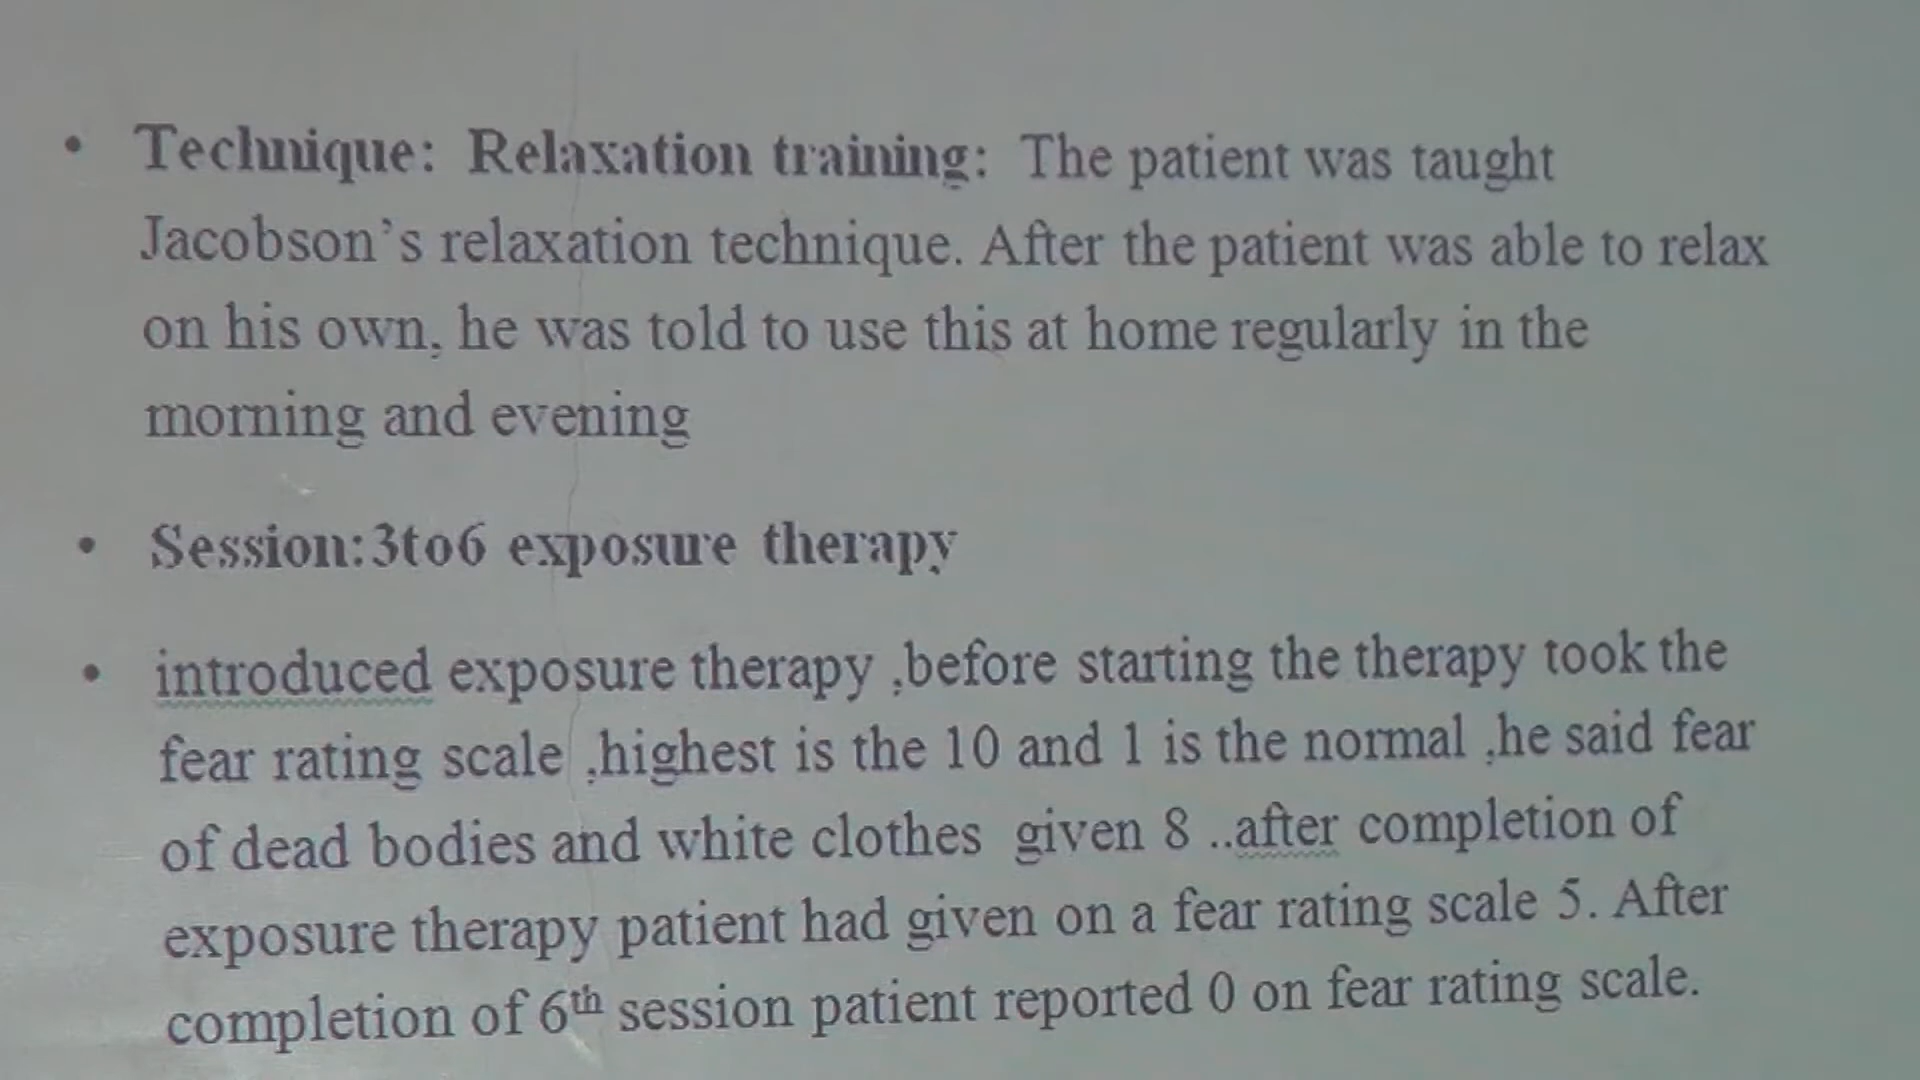 • Technique: Relaxation training: The patient was taught
Jacobson’s relaxation technique. After the patient was able to relax
on his own, he was told to use this at home regularly in the
morning and evening
• Session:3to6 exposure therapy
• introduced exposure therapy ,before starting the therapy took the
fear rating scale ,highest is the 10 and 1 is the normal ,he said fear
of dead bodies and white clothes given 8 ..after completion of
exposure therapy patient had given on a fear rating scale 5. After
completion of 6th session patient reported 0 on fear rating scale.